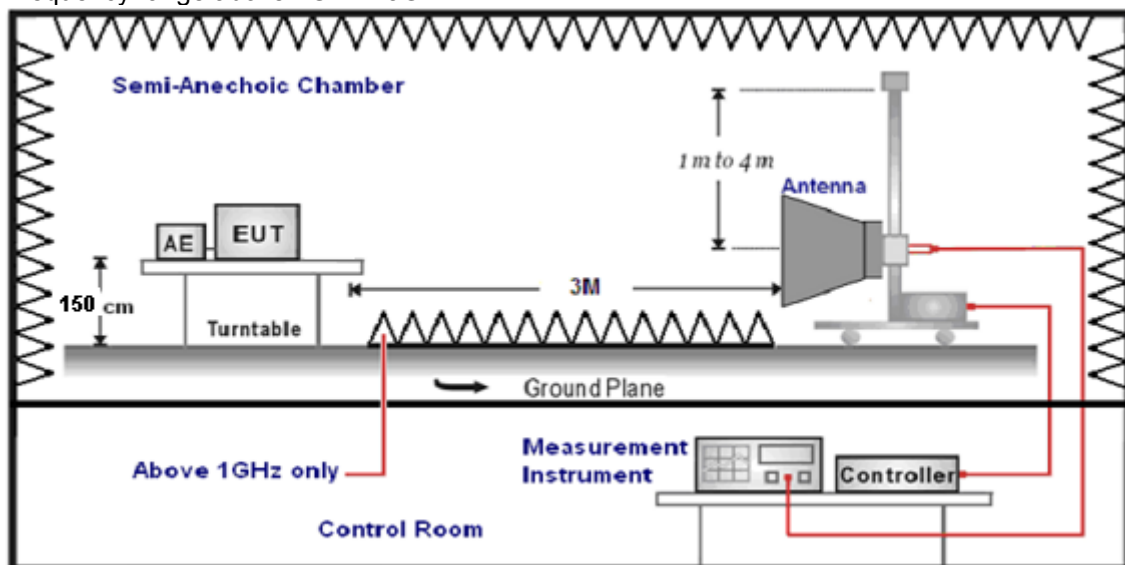 Semi-Anechoic Chamber
1 m to 4 m
Antenna
AE
EUT
150 cm
3M
Turntable
Ground Plane
Above 1GHz only
Measurement
Instrument
Controller
Control Room